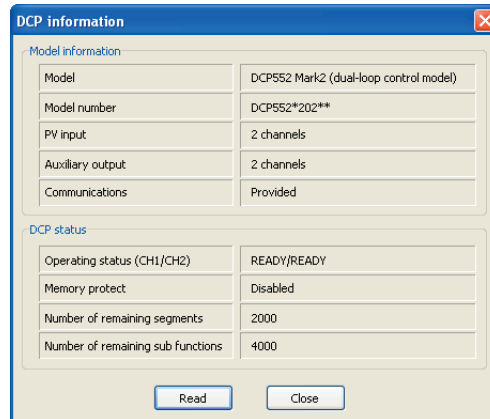 DCP information
Model information
Model DCP552 Mark2 (dual-loop control model)
Model number DCP552*202**
PV input 2 channels
Auxiliary output 2 channels
Communications Provided
DCP status
Operating status (CH1/CH2) READY/READY
Memory protect Disabled
Number of remaining segments 2000
Number of remaining sub functions 4000
Read Close